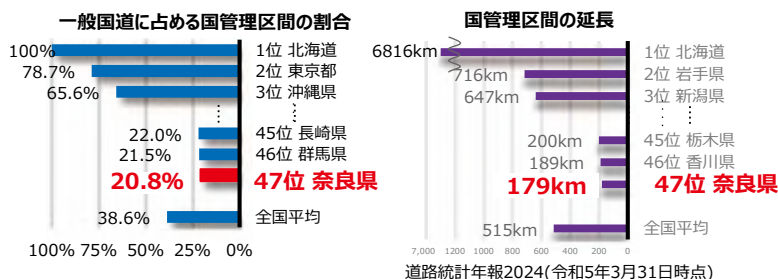 一般国道に占める国管理区間の割合
100% 1位 北海道
78.7% 2位 東京都
65.6% 3位 沖縄県
22.0% 45位 長崎県
21.5% 46位 群馬県
20.8% 47位 奈良県
38.6% 全国平均
100% 75% 50% 25% 0%
国管理区間の延長
6816km 1位 北海道
716km 2位 岩手県
647km 3位 新潟県
200km 45位 栃木県
189km 46位 香川県
179km 47位 奈良県
515km 全国平均
7,000 1200 1000 800 600 400 200 0
道路統計年報2024(令和5年3月31日時点)